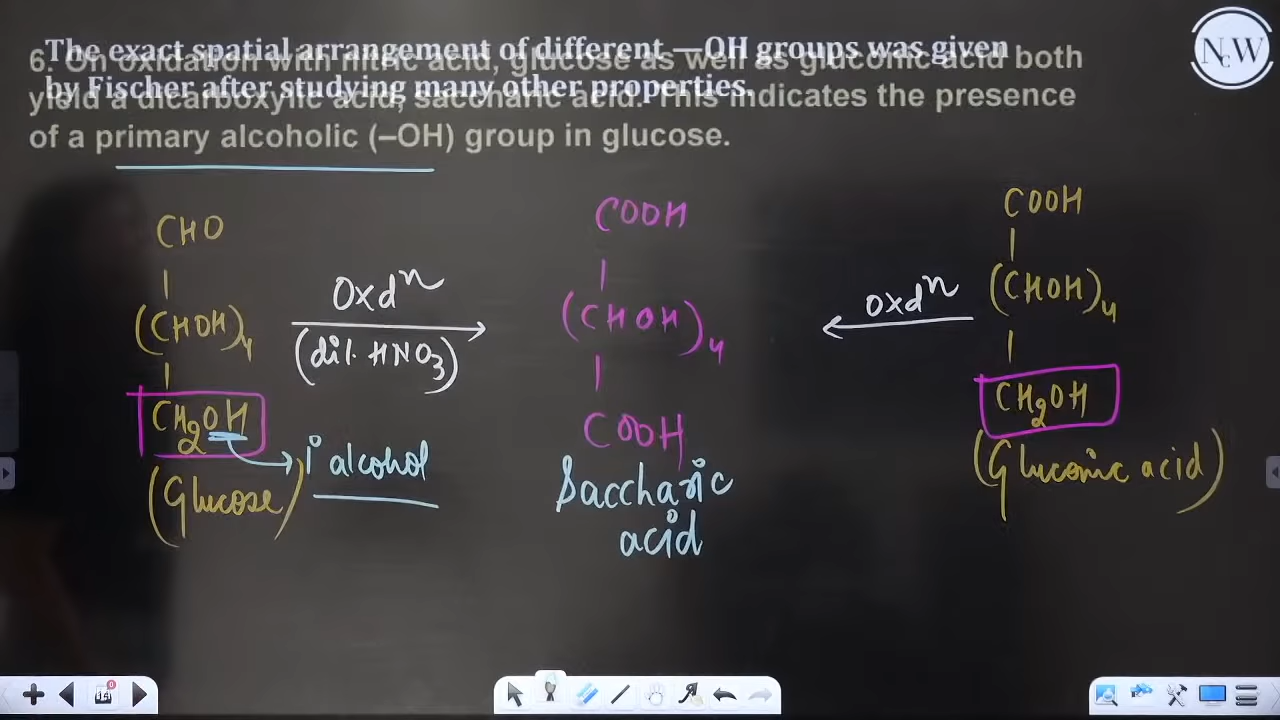 The exact spatial arrangement of different —OH groups was given
by Fischer after studying many other properties.
6. On oxidation with nitric acid, glucose as well as gluconic acid both
yield a dicarboxylic acid, saccharic acid. This indicates the presence
of a primary alcoholic (–OH) group in glucose.
NcW
CHO
(CHOH)4
CH2OH
(Glucose)
1° alcohol
Oxdn
(dil. HNO3)
COOH
(CHOH)4
COOH
Saccharic
acid
oxdn
COOH
(CHOH)4
CH2OH
(Gluconic acid)